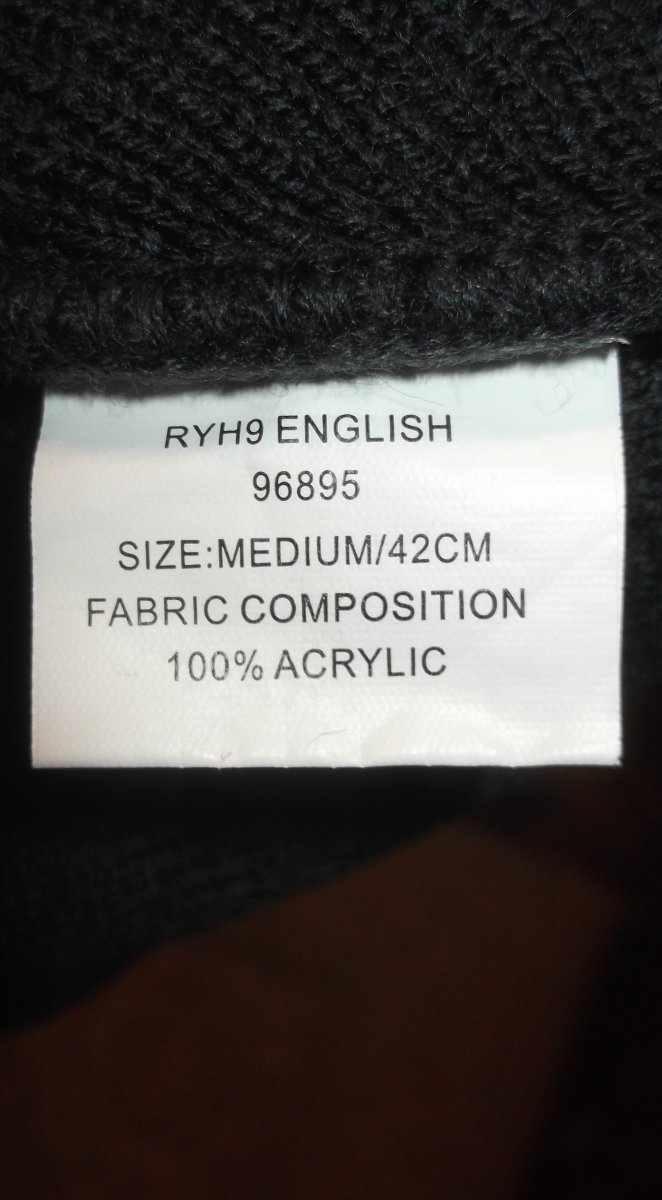 RYH9 ENGLISH
96895
SIZE:MEDIUM/42CM
FABRIC COMPOSITION
100% ACRYLIC